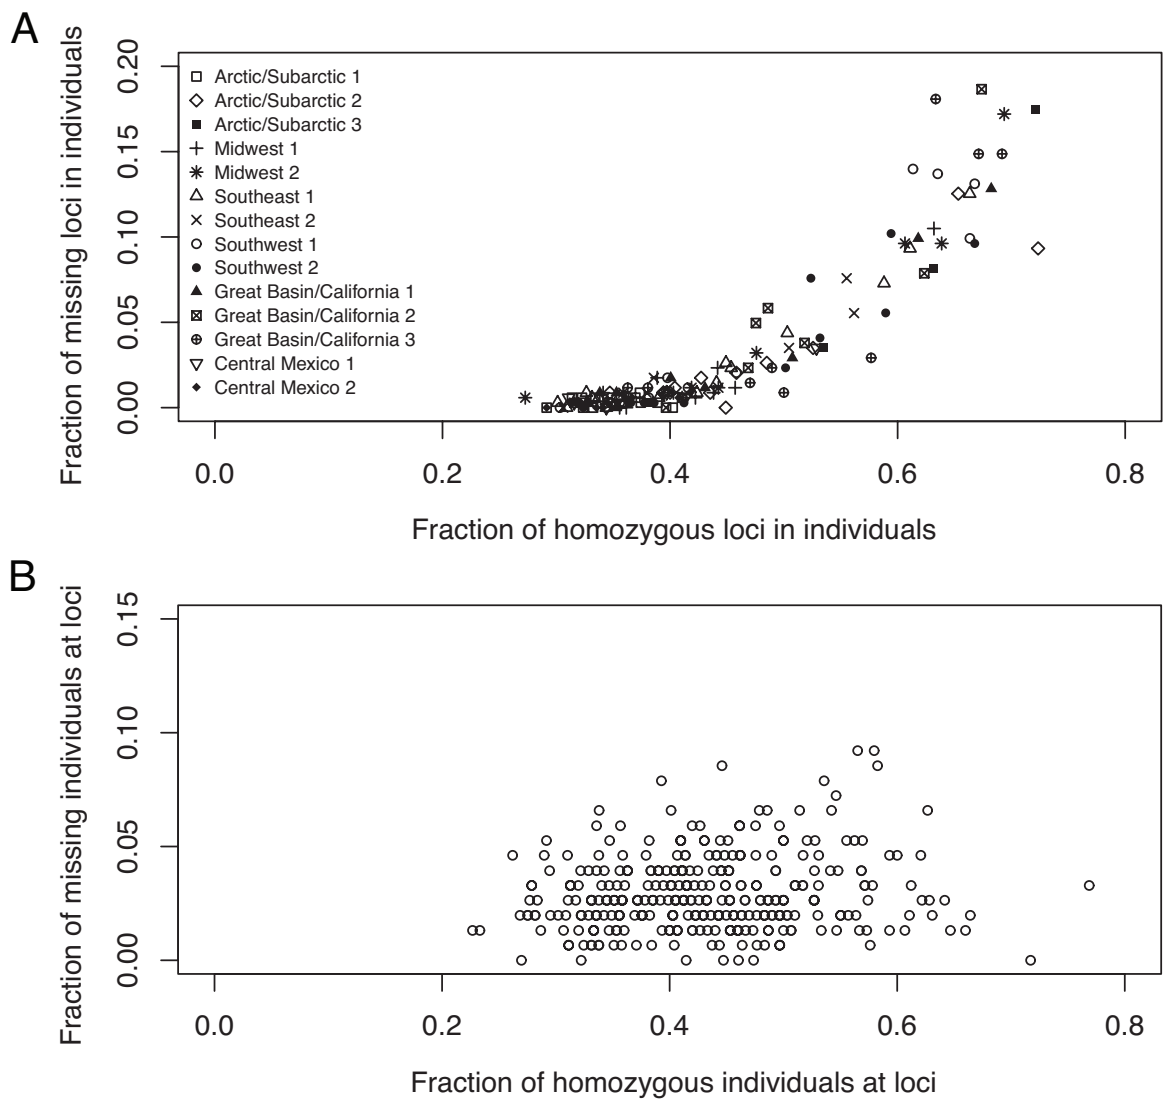 A
Fraction of missing loci in individuals
0.20
0.15
0.10
0.05
0.00
Arctic/Subarctic 1
Arctic/Subarctic 2
Arctic/Subarctic 3
Midwest 1
Midwest 2
Southeast 1
Southeast 2
Southwest 1
Southwest 2
Great Basin/California 1
Great Basin/California 2
Great Basin/California 3
Central Mexico 1
Central Mexico 2
0.0 0.2 0.4 0.6 0.8
Fraction of homozygous loci in individuals
B
Fraction of missing individuals at loci
0.15
0.10
0.05
0.00
0.0 0.2 0.4 0.6 0.8
Fraction of homozygous individuals at loci